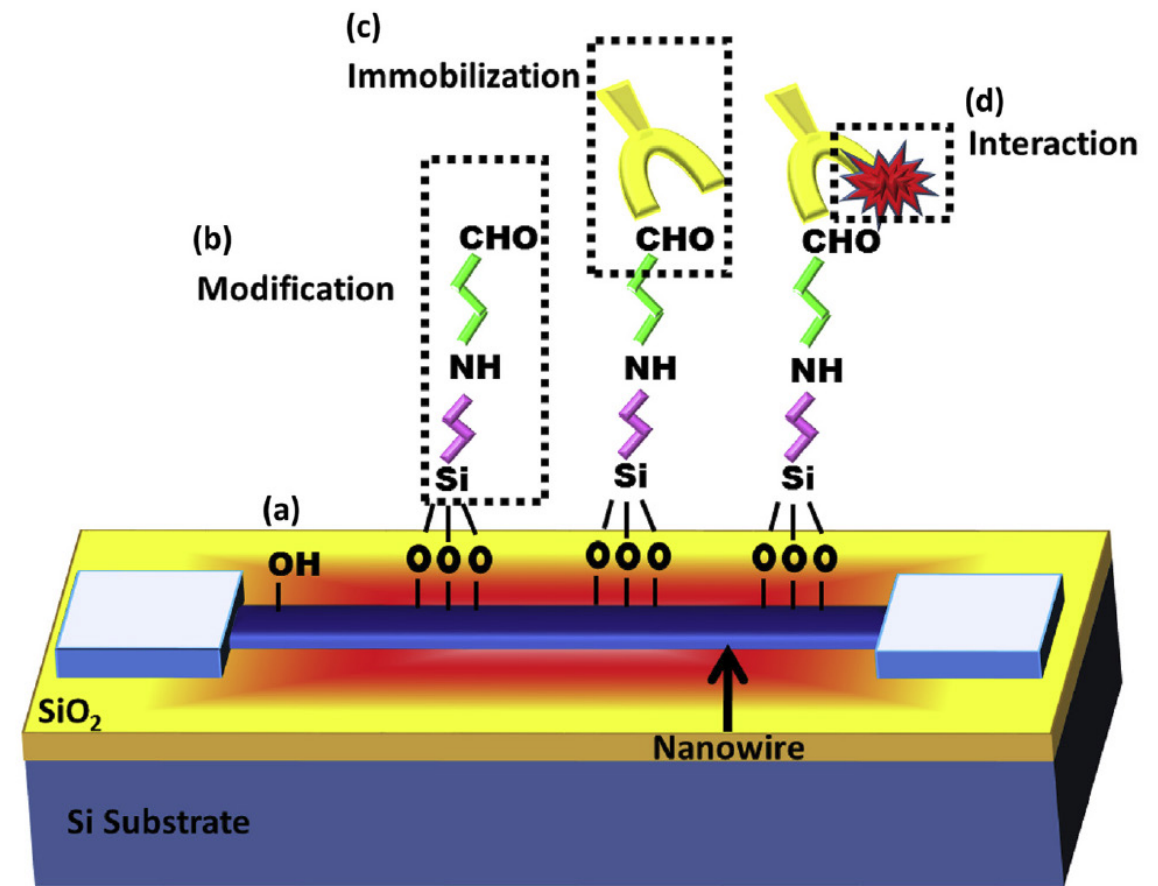 (c)
Immobilization
(d)
Interaction
(b)
Modification
CHO
CHO
CHO
NH
NH
NH
Si
Si
Si
(a)
OH
O O O
O O O
O O O
SiO₂
Nanowire
Si Substrate